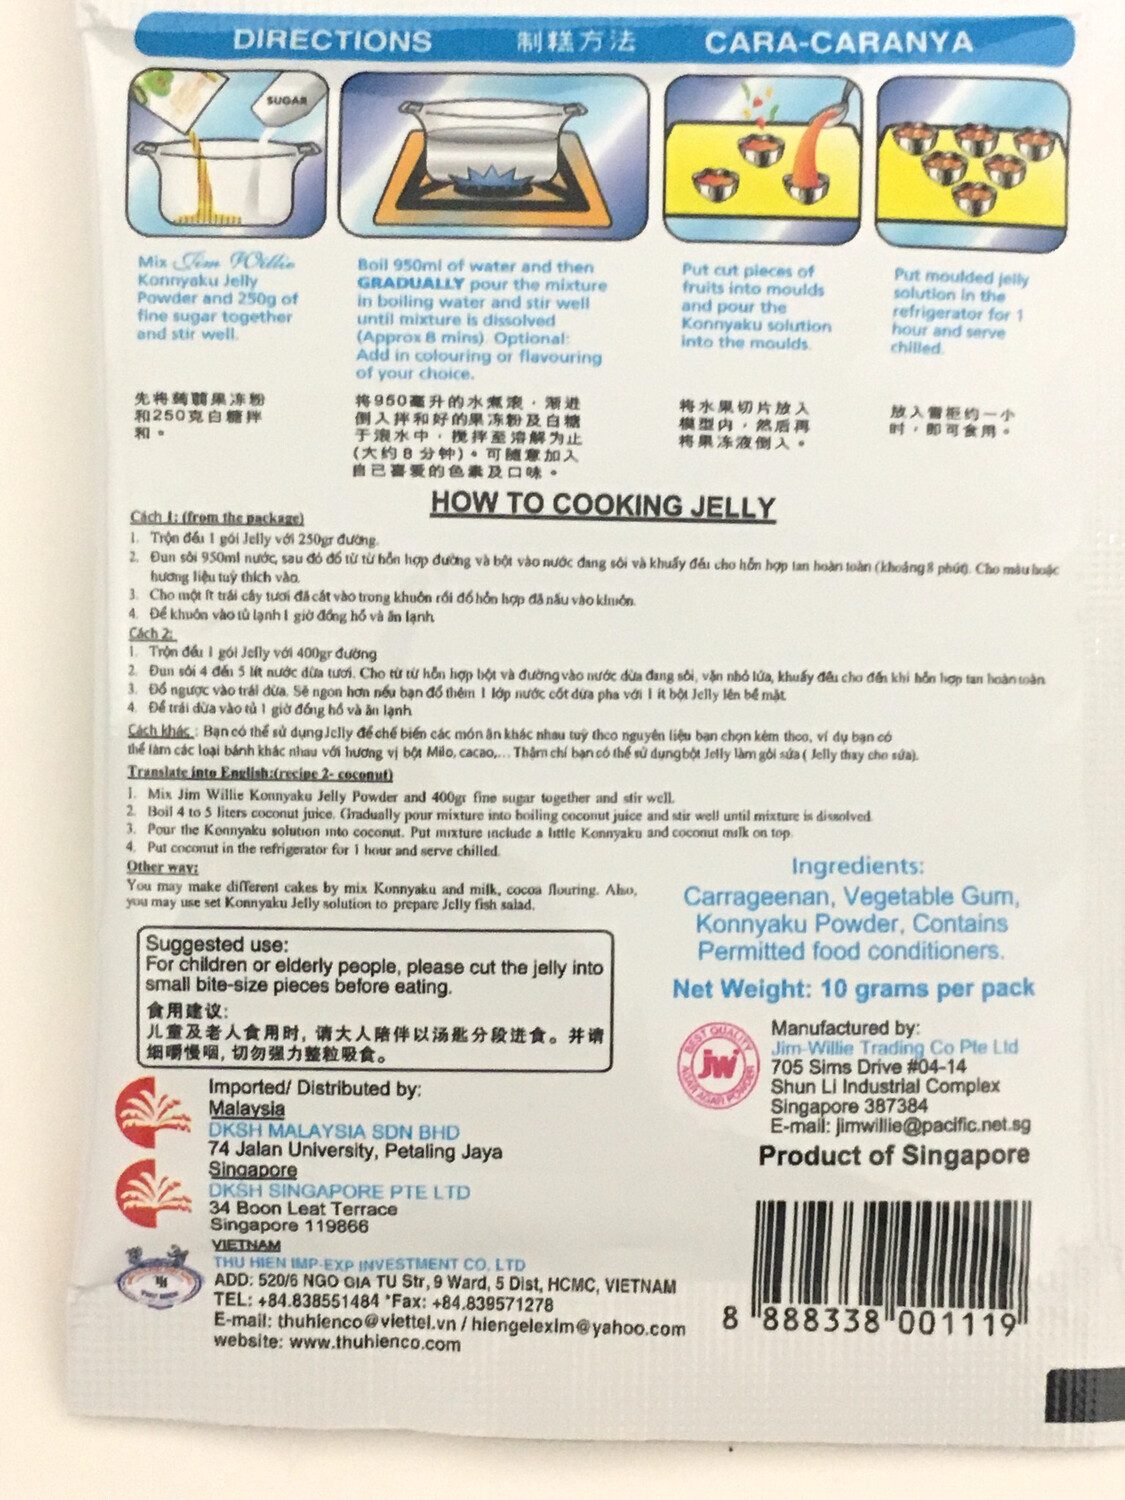 DIRECTIONS 制糕方法 CARA-CARANYA
SUGAR
Mix Jim Willie
Konnyaku Jelly
Powder and 250g of
fine sugar together
and stir well.
Boil 950ml of water and then
GRADUALLY pour the mixture
in boiling water and stir well
until mixture is dissolved
(Approx 8 mins). Optional:
Add in colouring or flavouring
of your choice.
Put cut pieces of
fruits into moulds
and pour the
Konnyaku solution
into the moulds.
Put moulded jelly
solution in the
refrigerator for 1
hour and serve
chilled.
先将蒟蒻果冻粉
和250克白糖拌
和。
将950毫升的水煮滚，渐进
倒入拌和好的果冻粉及白糖
于滚水中，搅拌至溶解为止
(大约8分钟)。可随意加入
自己喜爱的色素及口味。
将水果切片放入
模型内，然后再
将果冻液倒入。
放入雪柜约一小
时，即可食用。
HOW TO COOKING JELLY
Cách 1: (from the package)
1. Trộn đều 1 gói Jelly với 250gr đường.
2. Đun sôi 950ml nước, sau đó đổ từ từ hỗn hợp đường và bột vào nước đang sôi và khuấy đều cho hỗn hợp tan hoàn toàn (khoảng 8 phút). Cho màu hoặc
hương liệu tuỳ thích vào.
3. Cho một ít trái cây tươi đã cắt vào trong khuôn rồi đổ hỗn hợp đã nấu vào khuôn.
4. Để khuôn vào tủ lạnh 1 giờ đồng hồ và ăn lạnh
Cách 2:
1. Trộn đều 1 gói Jelly với 400gr đường
2. Đun sôi 4 đến 5 lít nước dừa tươi. Cho từ từ hỗn hợp bột và đường vào nước dừa đang sôi, vặn nhỏ lửa, khuấy đều cho đến khi hỗn hợp tan hoàn toàn
3. Đổ ngược vào trái dừa. Sẽ ngon hơn nếu bạn đổ thêm 1 lớp nước cốt dừa pha với 1 ít bột Jelly lên bề mặt
4. Để trái dừa vào tủ 1 giờ đồng hồ và ăn lạnh
Cách khác : Bạn có thể sử dụng Jelly để chế biến các món ăn khác nhau tuỳ theo nguyên liệu bạn chọn kèm theo, ví dụ bạn có
thể làm các loại bánh khác nhau với hương vị bột Milo, cacao,... Thậm chí bạn có thể sử dụng bột Jelly làm gỏi sứa ( Jelly thay cho sứa).
Translate into English:(recipe 2- coconut)
1. Mix Jim Willie Konnyaku Jelly Powder and 400gr fine sugar together and stir well.
2. Boil 4 to 5 liters coconut juice. Gradually pour mixture into boiling coconut juice and stir well until mixture is dissolved
3. Pour the Konnyaku solution into coconut. Put mixture include a little Konnyaku and coconut milk on top.
4. Put coconut in the refrigerator for 1 hour and serve chilled.
Other way:
You may make different cakes by mix Konnyaku and milk, cocoa flouring. Also,
you may use set Konnyaku Jelly solution to prepare Jelly fish salad.
Ingredients:
Carrageenan, Vegetable Gum,
Konnyaku Powder, Contains
Permitted food conditioners.
Net Weight: 10 grams per pack
Suggested use:
For children or elderly people, please cut the jelly into
small bite-size pieces before eating.
食用建议:
儿童及老人食用时, 请大人陪伴以汤匙分段进食。并请
细嚼慢咽, 切勿强力整粒吸食。
BEST QUALITY
jw
AGAR AGAR POWDER
Manufactured by:
Jim-Willie Trading Co Pte Ltd
705 Sims Drive #04-14
Shun Li Industrial Complex
Singapore 387384
E-mail: jimwillie@pacific.net.sg
Product of Singapore
Imported/ Distributed by:
Malaysia
DKSH MALAYSIA SDN BHD
74 Jalan University, Petaling Jaya
Singapore
DKSH SINGAPORE PTE LTD
34 Boon Leat Terrace
Singapore 119866
VIETNAM
THU HIEN IMP-EXP INVESTMENT CO, LTD
ADD: 520/6 NGO GIA TU Str, 9 Ward, 5 Dist, HCMC, VIETNAM
TEL: +84.838551484 *Fax: +84.839571278
E-mail: thuhienco@viettel.vn / hiengelexim@yahoo.com
website: www.thuhienco.com
8 888338 001119